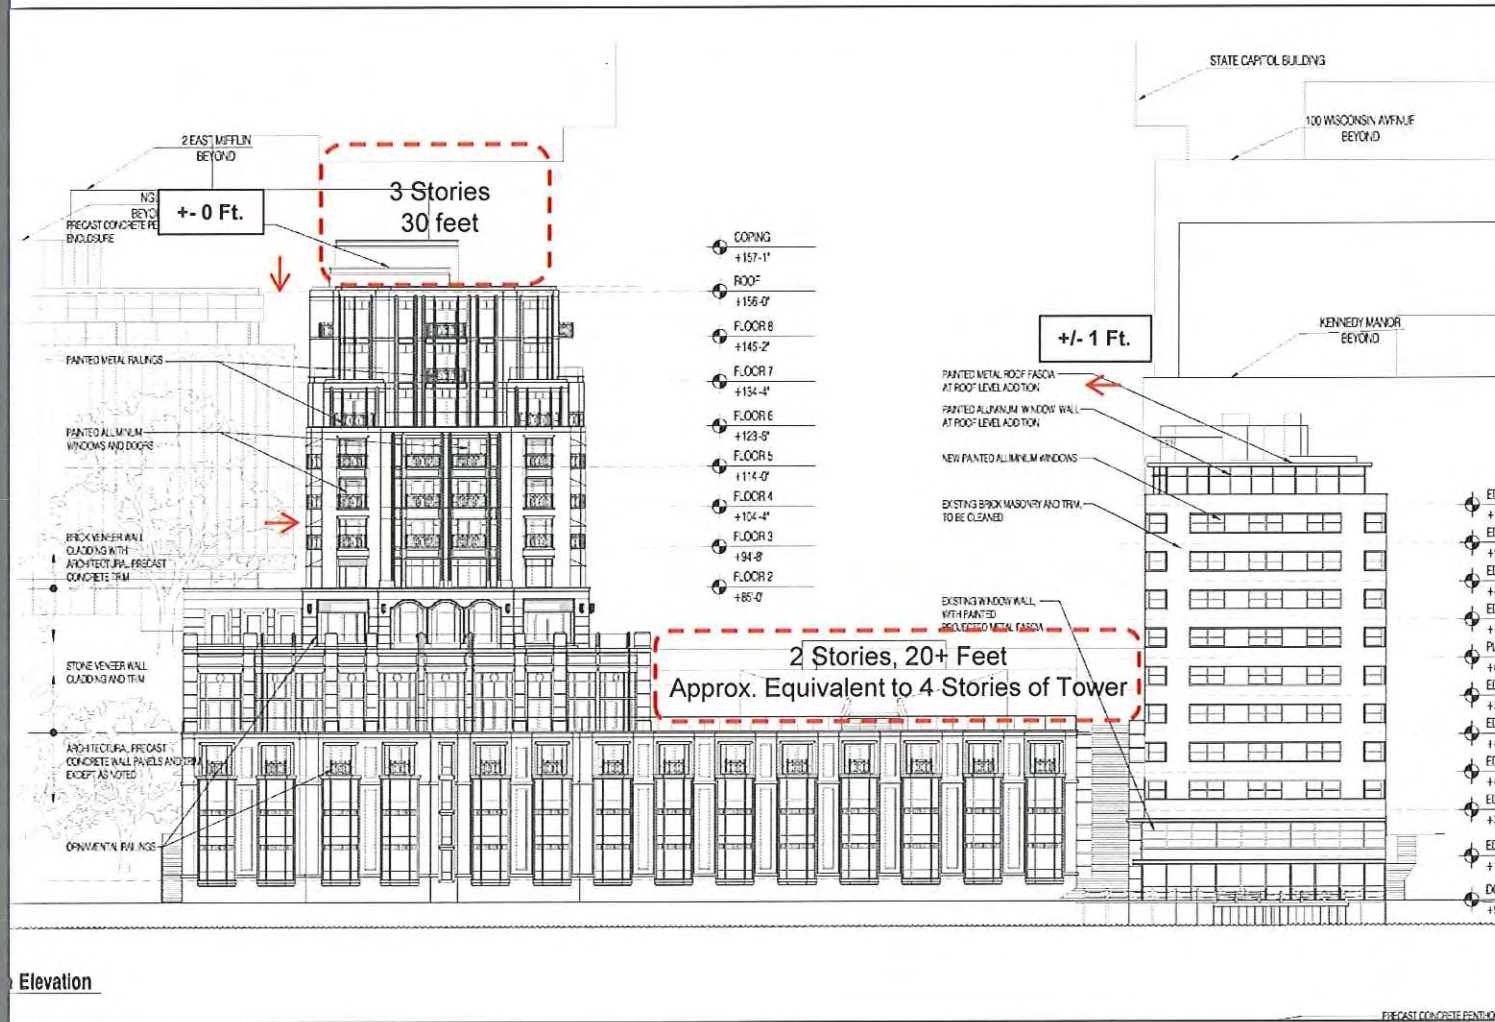 STATE CAPITOL BUILDING
100 WISCONSIN AVENUE
BEYOND
2 EAST MIFFLIN
BEYOND
3 Stories
30 feet
+- 0 Ft.
PRECAST CONCRETE
ENCLOSURE
COPING
+157-1"
ROOF
+156-0"
FLOOR 8
+145-2"
FLOOR 7
+134-4"
FLOOR 6
+123-8"
FLOOR 5
+114-0"
FLOOR 4
+104-4"
FLOOR 3
+94-8"
FLOOR 2
+85'-0"
KENNEDY MANOR
BEYOND
+/- 1 Ft.
PAINTED METAL RAILINGS
PAINTED ALUMINUM
WINDOWS AND DOORS
BRICK VENEER WALL
CLADDING WITH
ARCHITECTURAL PRECAST
CONCRETE TRIM
STONE VENEER WALL
CLADDING AND TRIM
ARCHITECTURAL PRECAST
CONCRETE WALL PANELS AND TRIM,
EXCEPT AS NOTED
ORNAMENTAL RAILINGS
PAINTED METAL ROOF FASCIA
AT ROOF LEVEL ADDITION
PAINTED ALUMINUM WINDOW WALL
AT ROOF LEVEL ADDITION
NEW PAINTED ALUMINUM WINDOWS
EXISTING BRICK MASONRY AND TRIM,
TO BE CLEANED
EXISTING WINDOW WALL,
WITH PAINTED
PROJECTED METAL FASCIA
2 Stories, 20+ Feet
Approx. Equivalent to 4 Stories of Tower
Elevation
PRECAST CONCRETE